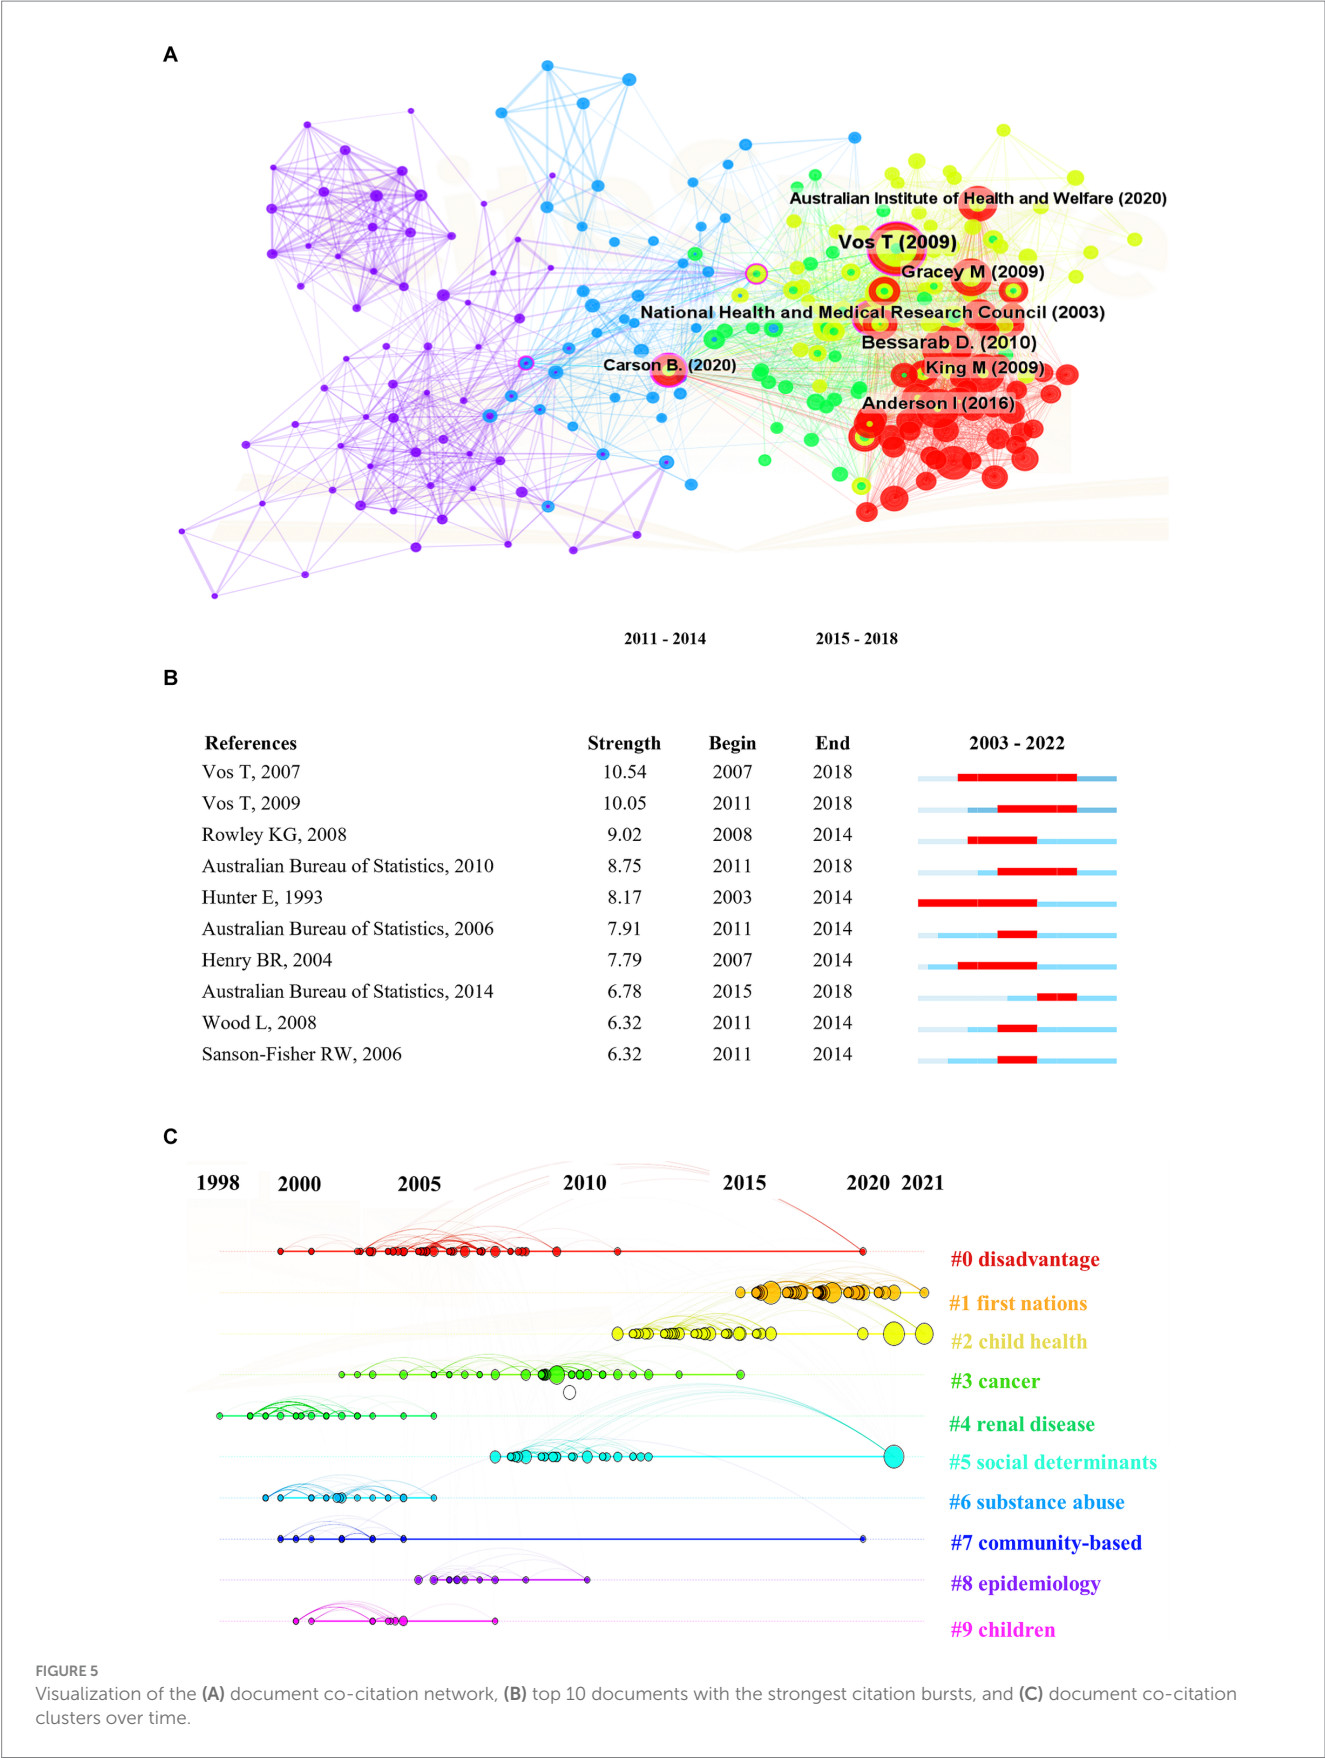 A
Australian Institute of Health and Welfare (2020)
Vos T (2009)
Gracey M (2009)
National Health and Medical Research Council (2003)
Bessarab D. (2010)
Carson B. (2020)
King M (2009)
Anderson I (2016)
2011 - 2014 2015 - 2018
B
References Strength Begin End 2003 - 2022
Vos T, 2007 10.54 2007 2018
Vos T, 2009 10.05 2011 2018
Rowley KG, 2008 9.02 2008 2014
Australian Bureau of Statistics, 2010 8.75 2011 2018
Hunter E, 1993 8.17 2003 2014
Australian Bureau of Statistics, 2006 7.91 2011 2014
Henry BR, 2004 7.79 2007 2014
Australian Bureau of Statistics, 2014 6.78 2015 2018
Wood L, 2008 6.32 2011 2014
Sanson-Fisher RW, 2006 6.32 2011 2014
C
1998 2000 2005 2010 2015 2020 2021
#0 disadvantage
#1 first nations
#2 child health
#3 cancer
#4 renal disease
#5 social determinants
#6 substance abuse
#7 community-based
#8 epidemiology
#9 children
FIGURE 5
Visualization of the (A) document co-citation network, (B) top 10 documents with the strongest citation bursts, and (C) document co-citation
clusters over time.